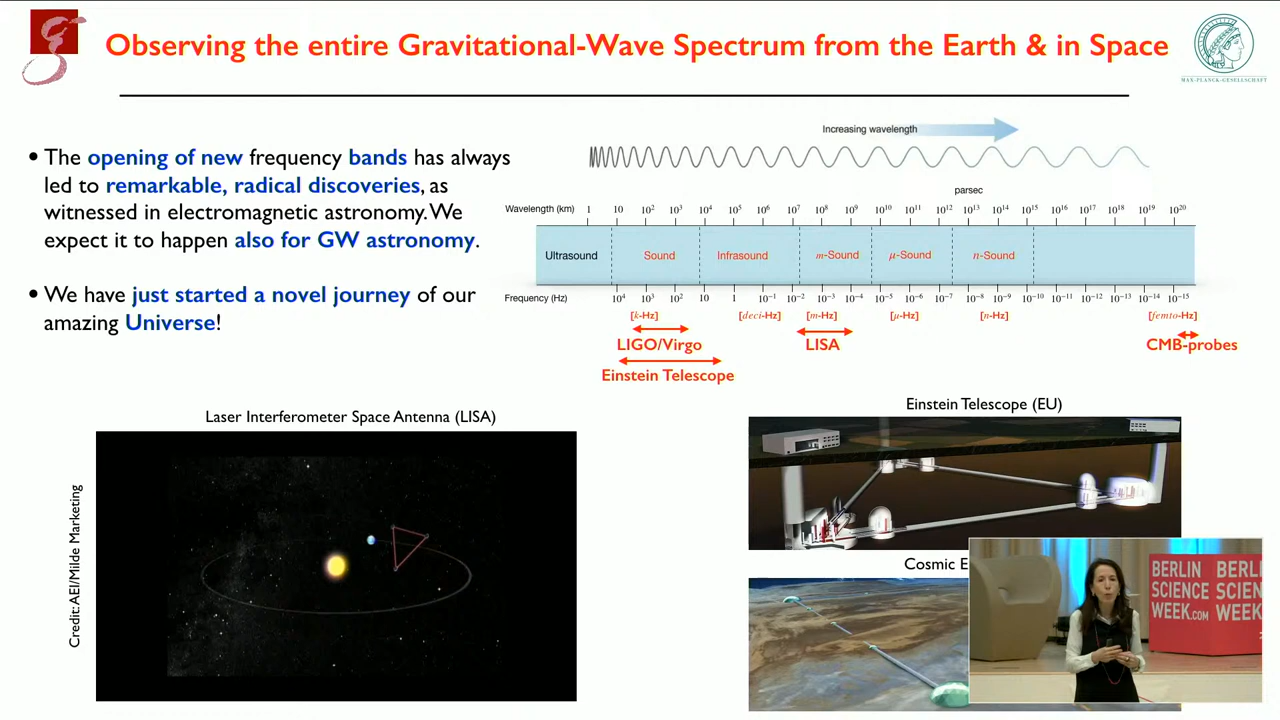 Observing the entire Gravitational-Wave Spectrum from the Earth & in Space
MAX-PLANCK-GESELLSCHAFT
• The opening of new frequency bands has always
led to remarkable, radical discoveries, as
witnessed in electromagnetic astronomy. We
expect it to happen also for GW astronomy.
• We have just started a novel journey of our
amazing Universe!
Increasing wavelength
parsec
Wavelength (km) 1 10 10² 10³ 10⁴ 10⁵ 10⁶ 10⁷ 10⁸ 10⁹ 10¹⁰ 10¹¹ 10¹² 10¹³ 10¹⁴ 10¹⁵ 10¹⁶ 10¹⁷ 10¹⁸ 10¹⁹ 10²⁰
Ultrasound Sound Infrasound m-Sound μ-Sound n-Sound
Frequency (Hz) 10⁴ 10³ 10² 10 1 10⁻¹ 10⁻² 10⁻³ 10⁻⁴ 10⁻⁵ 10⁻⁶ 10⁻⁷ 10⁻⁸ 10⁻⁹ 10⁻¹⁰ 10⁻¹¹ 10⁻¹² 10⁻¹³ 10⁻¹⁴ 10⁻¹⁵
[k-Hz] [deci-Hz] [m-Hz] [μ-Hz] [n-Hz] [femto-Hz]
LIGO/Virgo LISA CMB-probes
Einstein Telescope
Laser Interferometer Space Antenna (LISA)
Credit: AEI/Milde Marketing
Einstein Telescope (EU)
Cosmic E
BERLIN BERLI
SCIENCE SCIEN
WEEK.COM WEEK